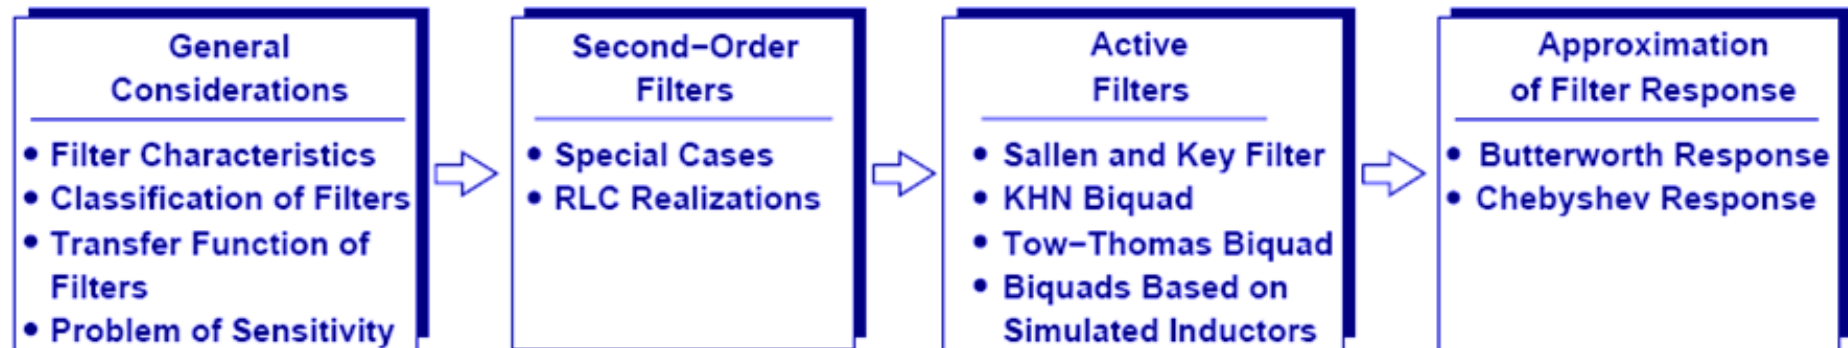 General
Considerations
• Filter Characteristics
• Classification of Filters
• Transfer Function of
Filters
• Problem of Sensitivity
Second−Order
Filters
• Special Cases
• RLC Realizations
Active
Filters
• Sallen and Key Filter
• KHN Biquad
• Tow−Thomas Biquad
• Biquads Based on
Simulated Inductors
Approximation
of Filter Response
• Butterworth Response
• Chebyshev Response